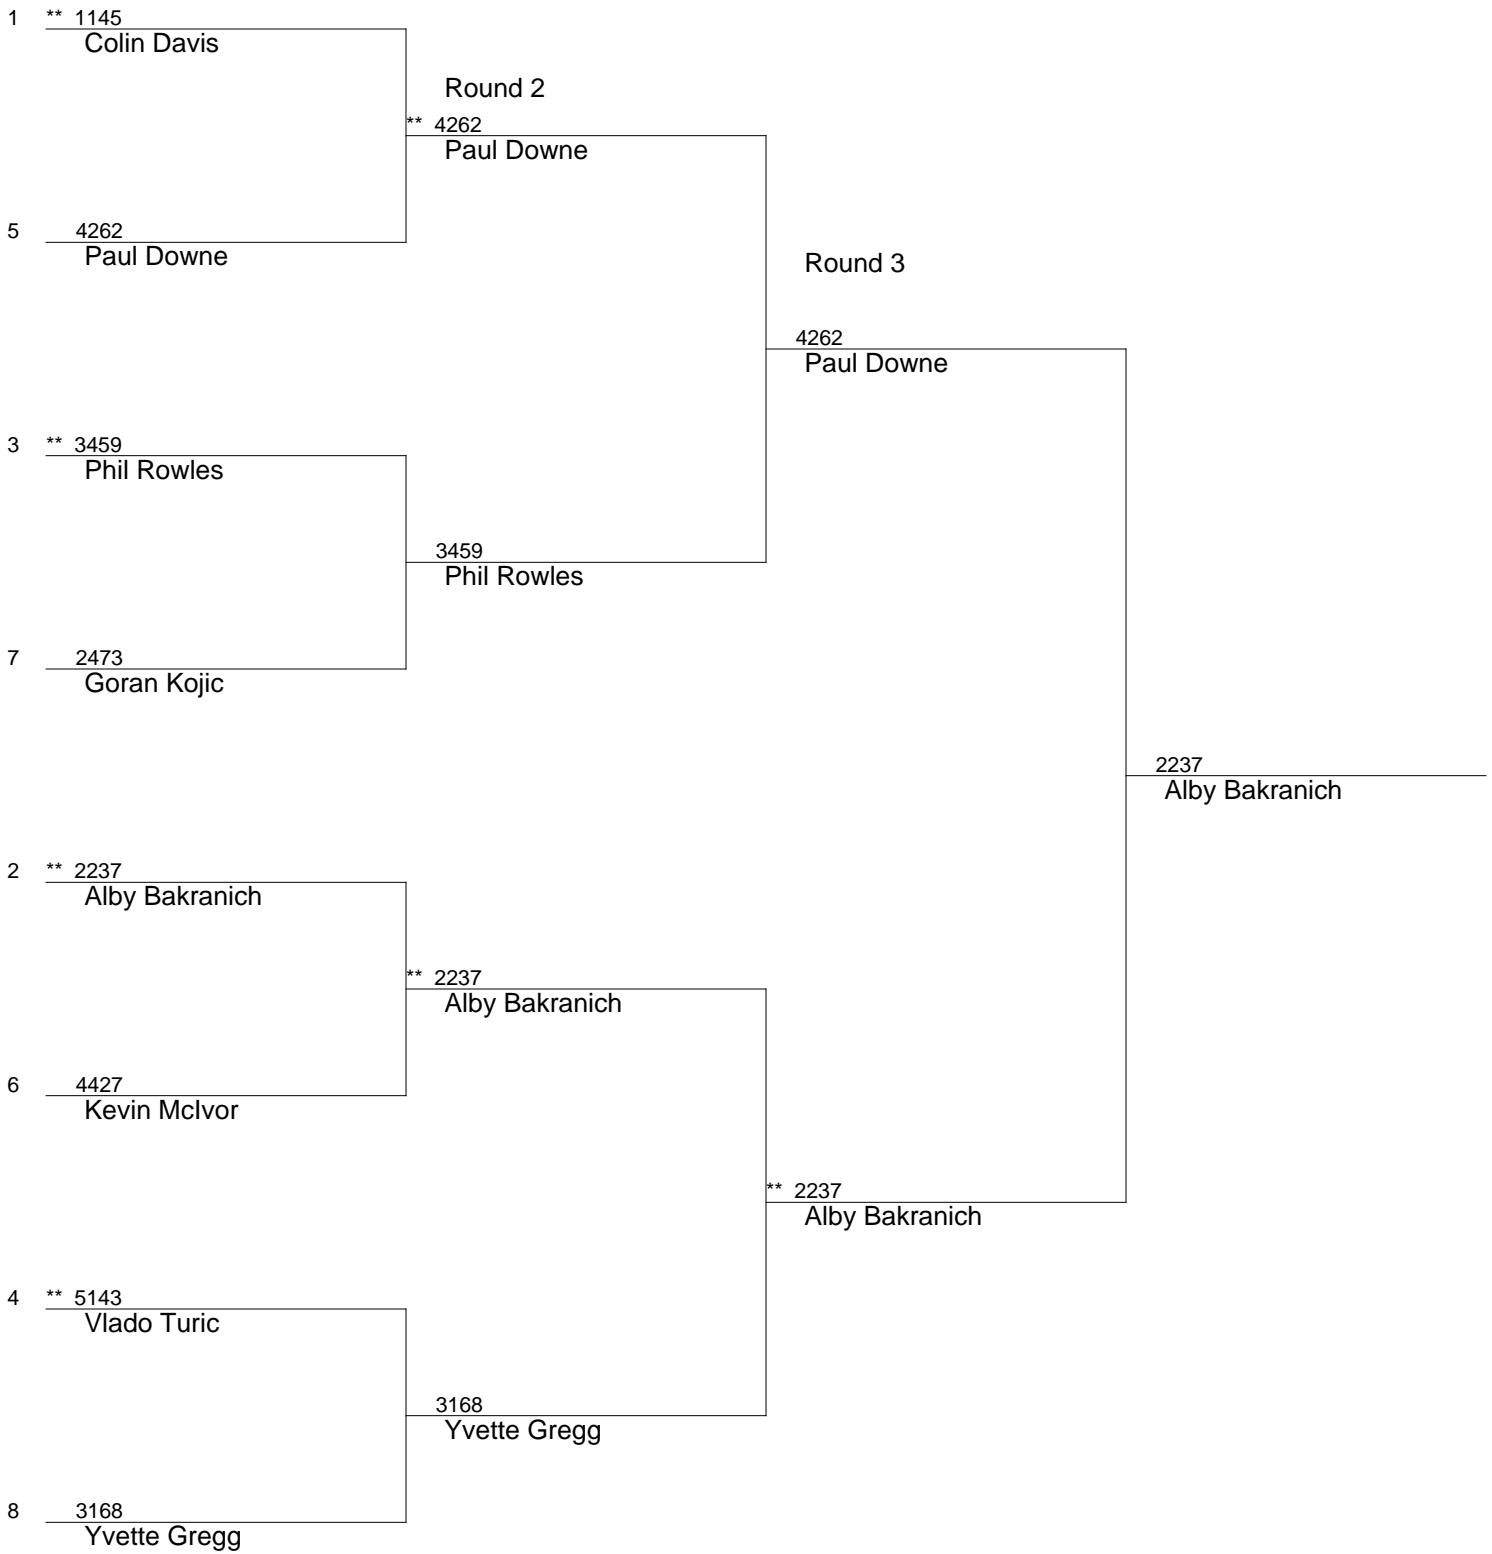 1 ** 1145
Colin Davis
Round 2
** 4262
Paul Downe
5 4262
Paul Downe
Round 3
4262
Paul Downe
3 ** 3459
Phil Rowles
3459
Phil Rowles
7 2473
Goran Kojic
2237
Alby Bakranich
2 ** 2237
Alby Bakranich
** 2237
Alby Bakranich
6 4427
Kevin McIvor
** 2237
Alby Bakranich
4 ** 5143
Vlado Turic
3168
Yvette Gregg
8 3168
Yvette Gregg